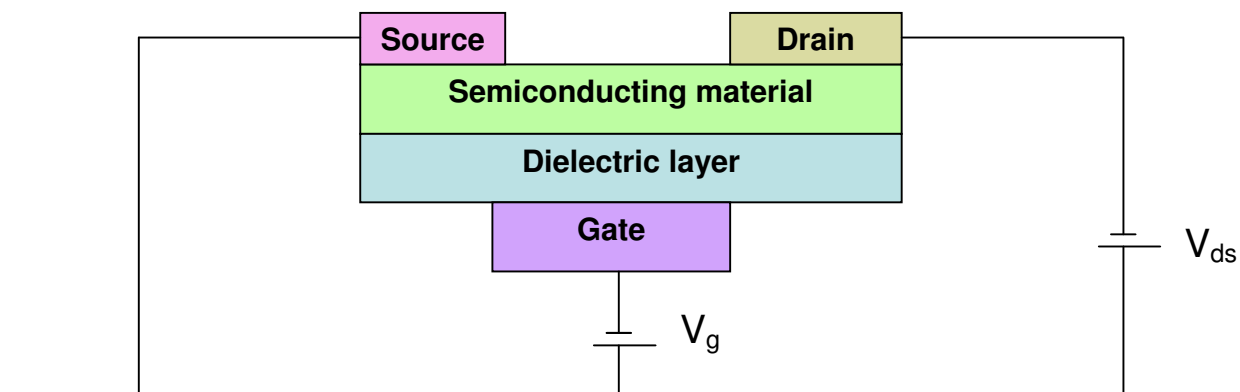 Source
Drain
Semiconducting material
Dielectric layer
Gate
Vds
Vg